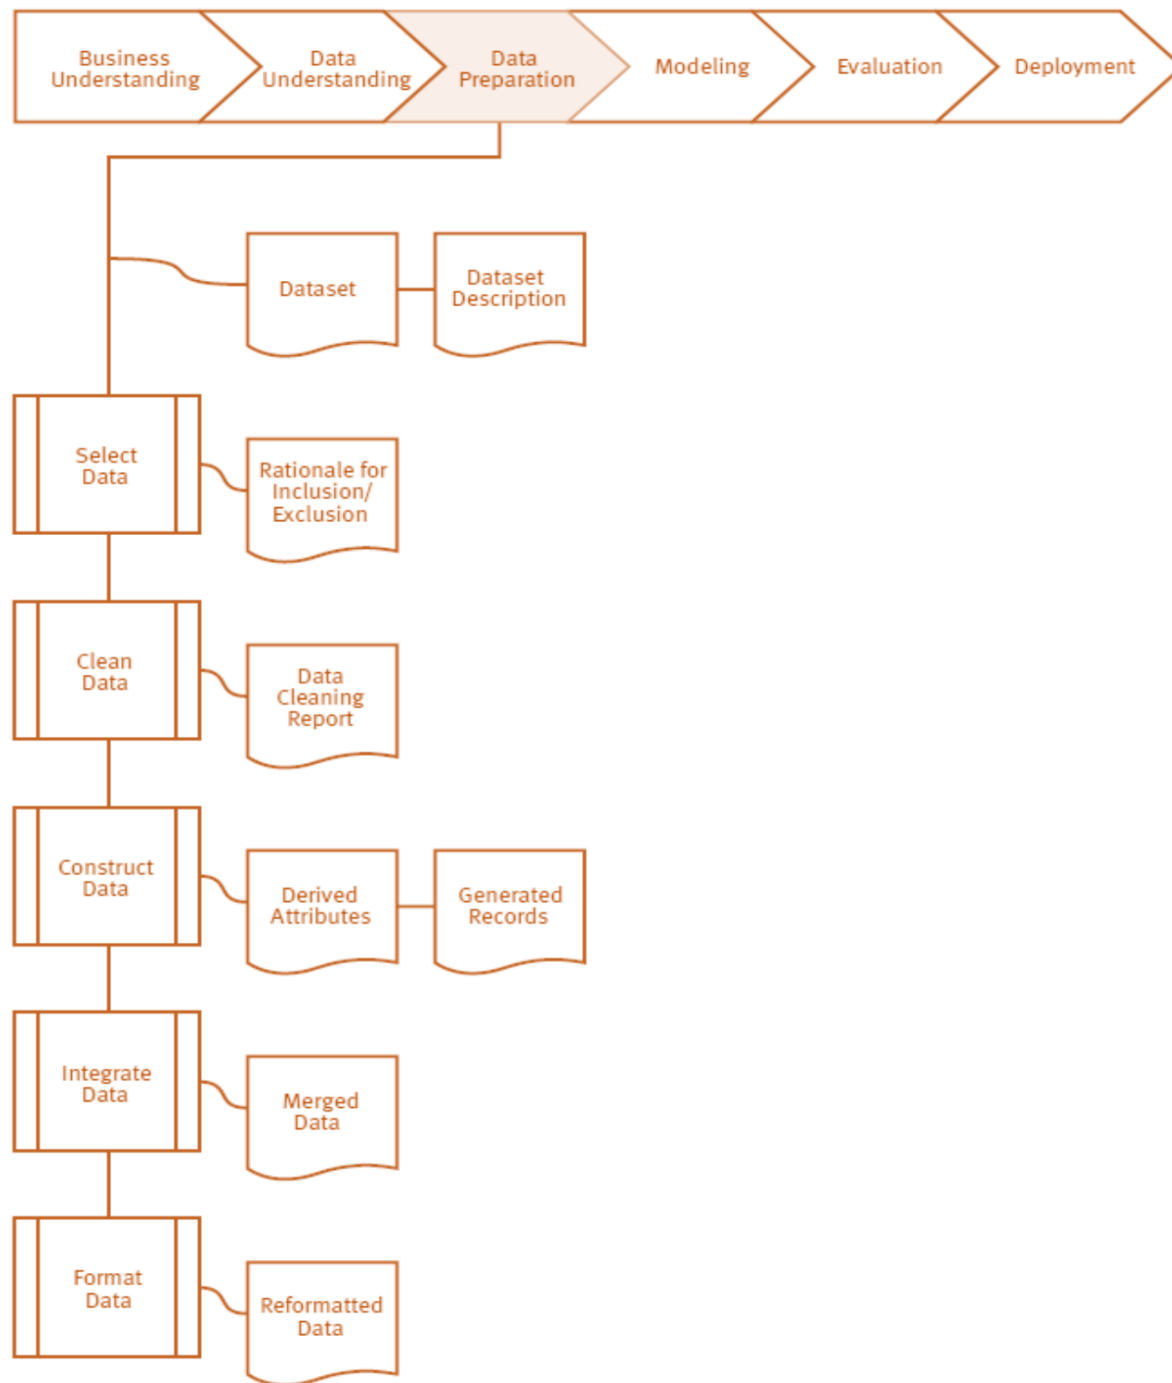 Business
Understanding
Data
Understanding
Data
Preparation
Modeling
Evaluation
Deployment
Dataset
Dataset
Description
Select
Data
Rationale for
Inclusion/
Exclusion
Clean
Data
Data
Cleaning
Report
Construct
Data
Derived
Attributes
Generated
Records
Integrate
Data
Merged
Data
Format
Data
Reformatted
Data